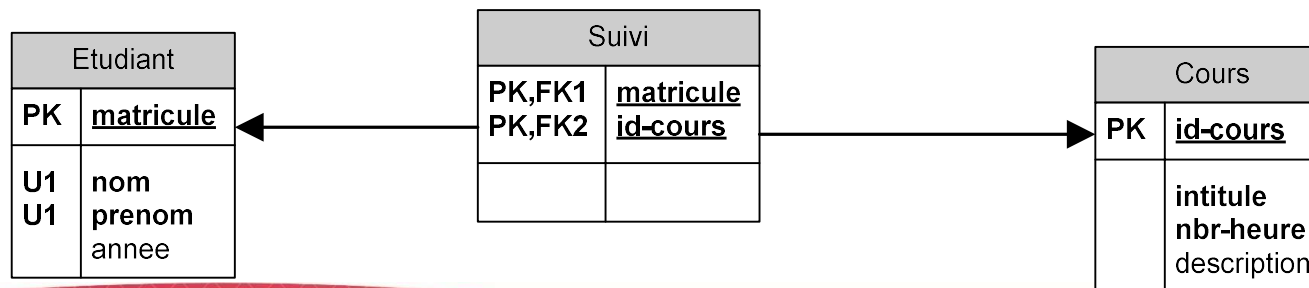 Etudiant
PK matricule
U1 nom
U1 prenom
annee
Suivi
PK,FK1 matricule
PK,FK2 id-cours
Cours
PK id-cours
intitule
nbr-heure
description